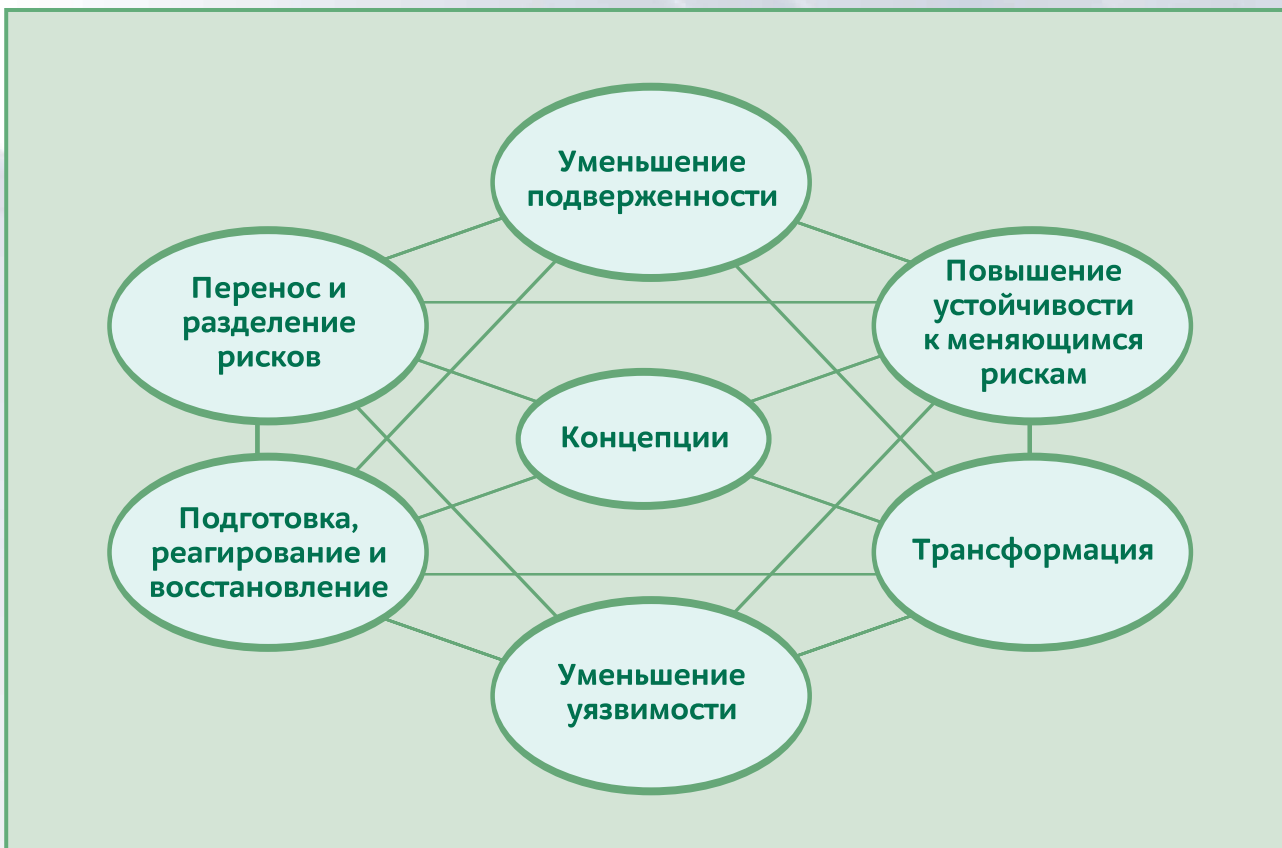 Уменьшение
подверженности
Перенос и
разделение
рисков
Повышение
устойчивости
к меняющимся
рискам
Концепции
Подготовка,
реагирование и
восстановление
Трансформация
Уменьшение
уязвимости